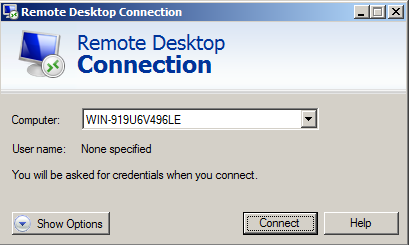 Remote Desktop Connection
Remote Desktop
Connection
Computer: WIN-919U6V496LE
User name: None specified
You will be asked for credentials when you connect.
Show Options Connect Help